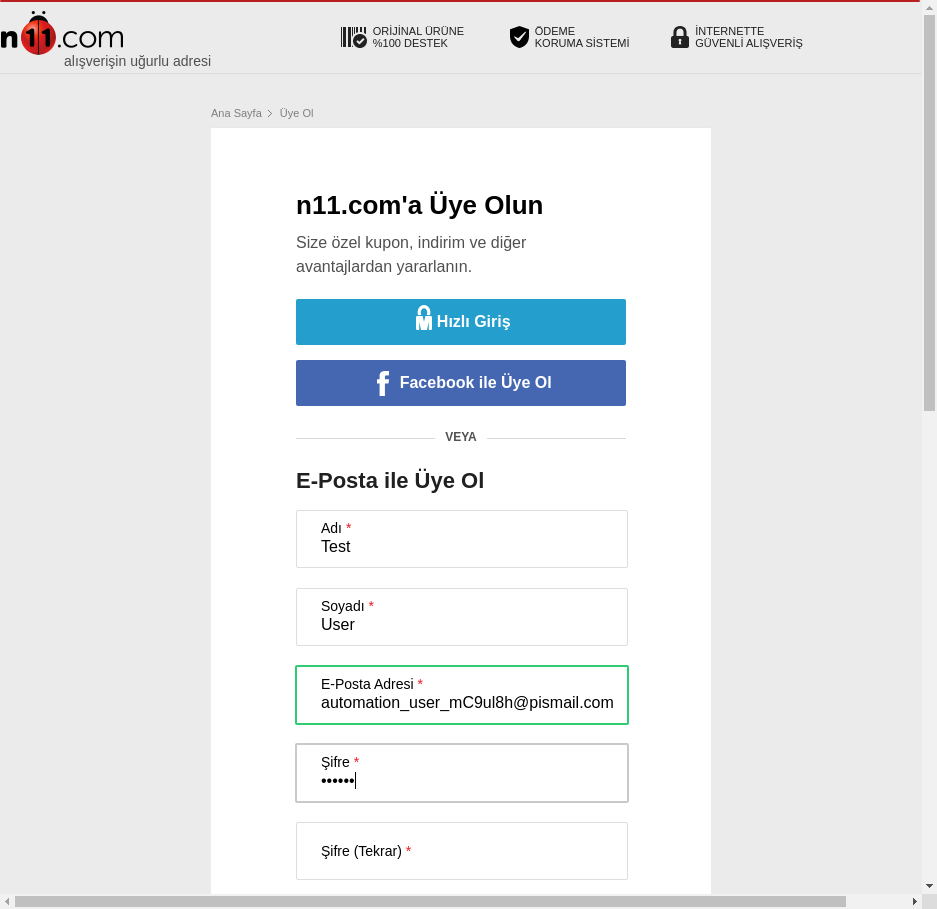 n11.com
alışverişin uğurlu adresi
ORİJİNAL ÜRÜNE
%100 DESTEK
ÖDEME
KORUMA SİSTEMİ
İNTERNETTE
GÜVENLİ ALIŞVERİŞ
Ana Sayfa > Üye Ol
n11.com'a Üye Olun
Size özel kupon, indirim ve diğer
avantajlardan yararlanın.
Hızlı Giriş
Facebook ile Üye Ol
VEYA
E-Posta ile Üye Ol
Adı *
Test
Soyadı *
User
E-Posta Adresi *
automation_user_mC9ul8h@pismail.com
Şifre *
••••••
Şifre (Tekrar) *